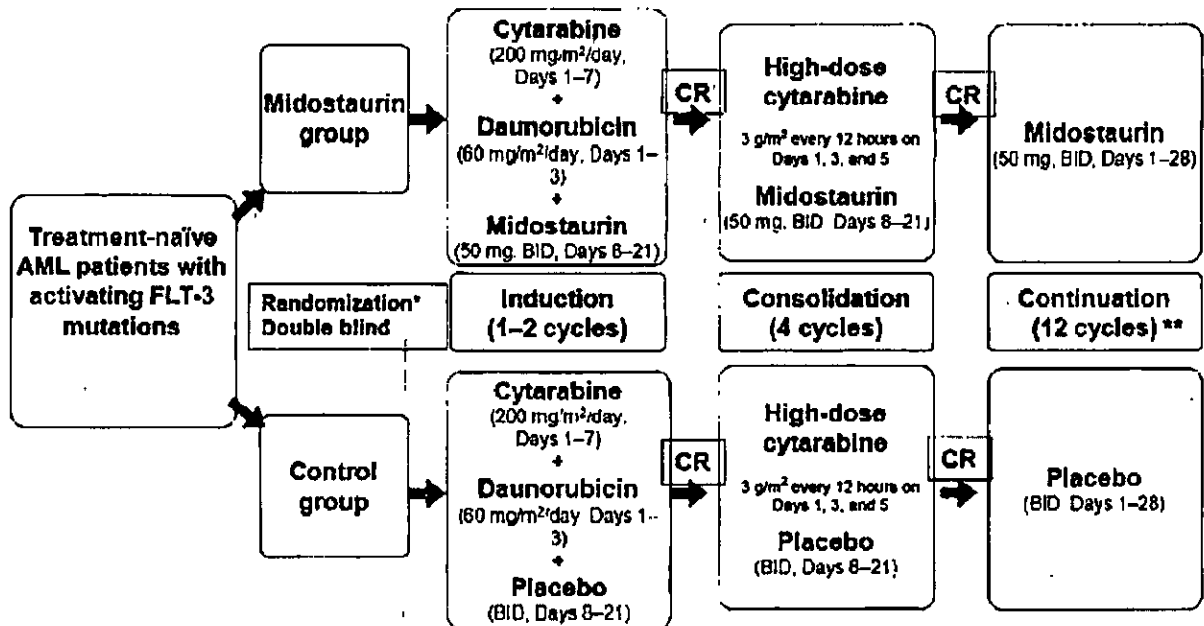 Treatment-naïve
AML patients with
activating FLT-3
mutations
Midostaurin
group
Cytarabine
(200 mg/m²/day,
Days 1–7)
+
Daunorubicin
(60 mg/m²/day, Days 1–
3)
+
Midostaurin
(50 mg. BID, Days 8–21)
CR
High-dose
cytarabine
3 g/m² every 12 hours on
Days 1, 3, and 5
Midostaurin
(50 mg, BID Days 8–21)
CR
Midostaurin
(50 mg, BID, Days 1–28)
Randomization*
Double blind
Induction
(1–2 cycles)
Consolidation
(4 cycles)
Continuation
(12 cycles) **
Control
group
Cytarabine
(200 mg/m²/day,
Days 1–7)
+
Daunorubicin
(60 mg/m²/day Days 1–
3)
+
Placebo
(BID, Days 8–21)
CR
High-dose
cytarabine
3 g/m² every 12 hours on
Days 1, 3, and 5
Placebo
(BID, Days 8–21)
CR
Placebo
(BID Days 1–28)